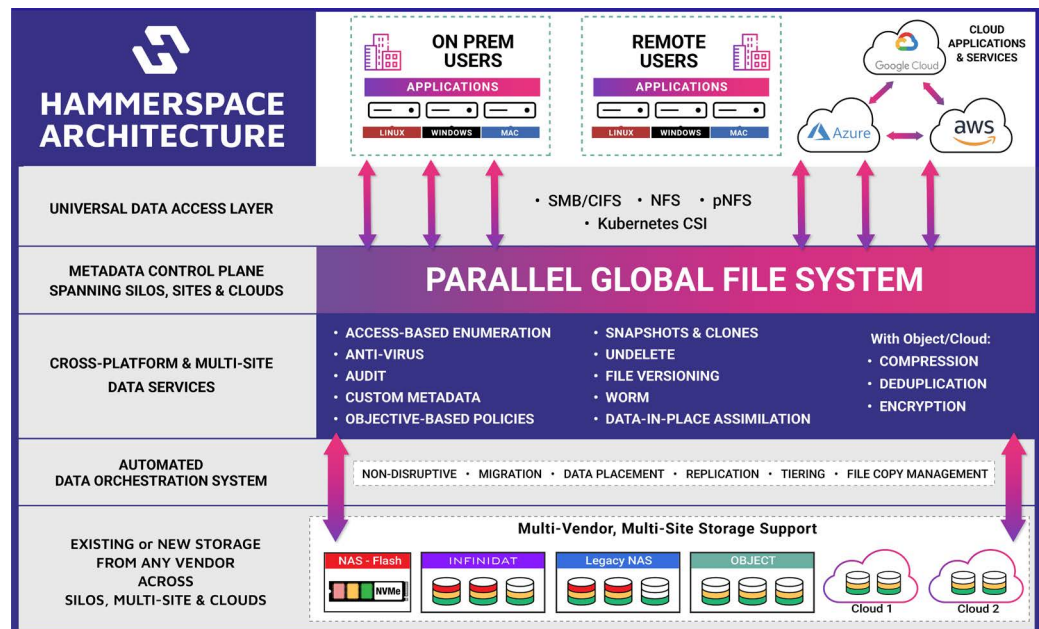 HAMMERSPACE
ARCHITECTURE
ON PREM
USERS
APPLICATIONS
LINUX
WINDOWS
MAC
REMOTE
USERS
APPLICATIONS
LINUX
WINDOWS
MAC
Google Cloud
Azure
aws
CLOUD
APPLICATIONS
& SERVICES
UNIVERSAL DATA ACCESS LAYER
• SMB/CIFS • NFS • pNFS
• Kubernetes CSI
METADATA CONTROL PLANE
SPANNING SILOS, SITES & CLOUDS
PARALLEL GLOBAL FILE SYSTEM
CROSS-PLATFORM & MULTI-SITE
DATA SERVICES
• ACCESS-BASED ENUMERATION
• ANTI-VIRUS
• AUDIT
• CUSTOM METADATA
• OBJECTIVE-BASED POLICIES
• SNAPSHOTS & CLONES
• UNDELETE
• FILE VERSIONING
• WORM
• DATA-IN-PLACE ASSIMILATION
With Object/Cloud:
• COMPRESSION
• DEDUPLICATION
• ENCRYPTION
AUTOMATED
DATA ORCHESTRATION SYSTEM
NON-DISRUPTIVE • MIGRATION • DATA PLACEMENT • REPLICATION • TIERING • FILE COPY MANAGEMENT
EXISTING or NEW STORAGE
FROM ANY VENDOR
ACROSS
SILOS, MULTI-SITE & CLOUDS
Multi-Vendor, Multi-Site Storage Support
NAS - Flash
NVMe
INFINIDAT
Legacy NAS
OBJECT
Cloud 1
Cloud 2